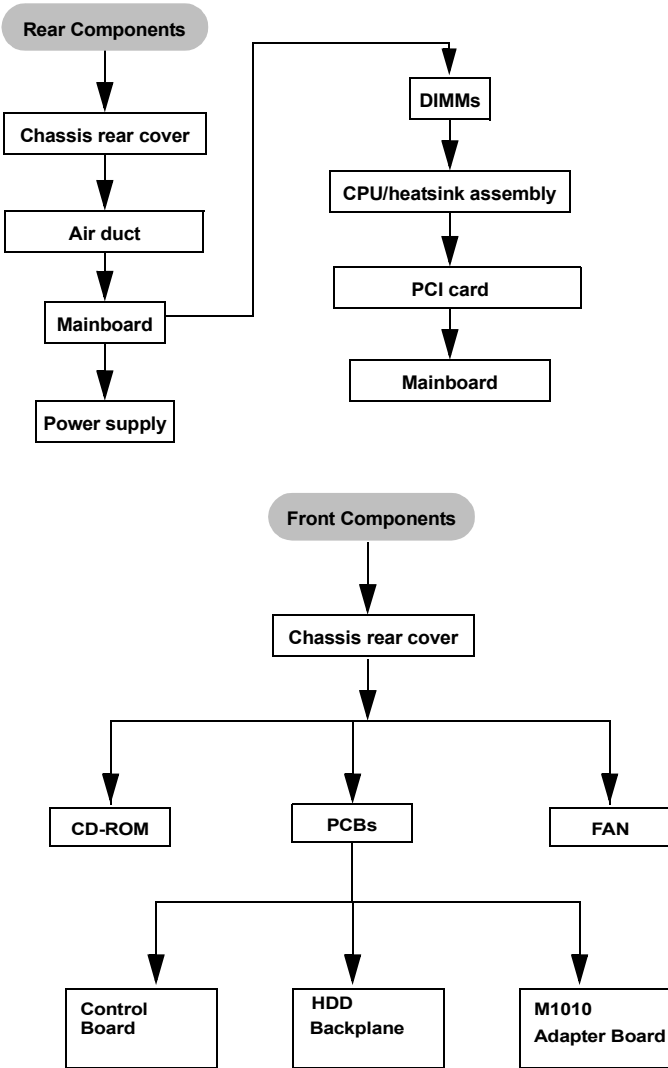 Rear Components
Chassis rear cover
Air duct
Mainboard
Power supply
DIMMs
CPU/heatsink assembly
PCI card
Mainboard
Front Components
Chassis rear cover
CD-ROM
PCBs
FAN
Control
Board
HDD
Backplane
M1010
Adapter Board